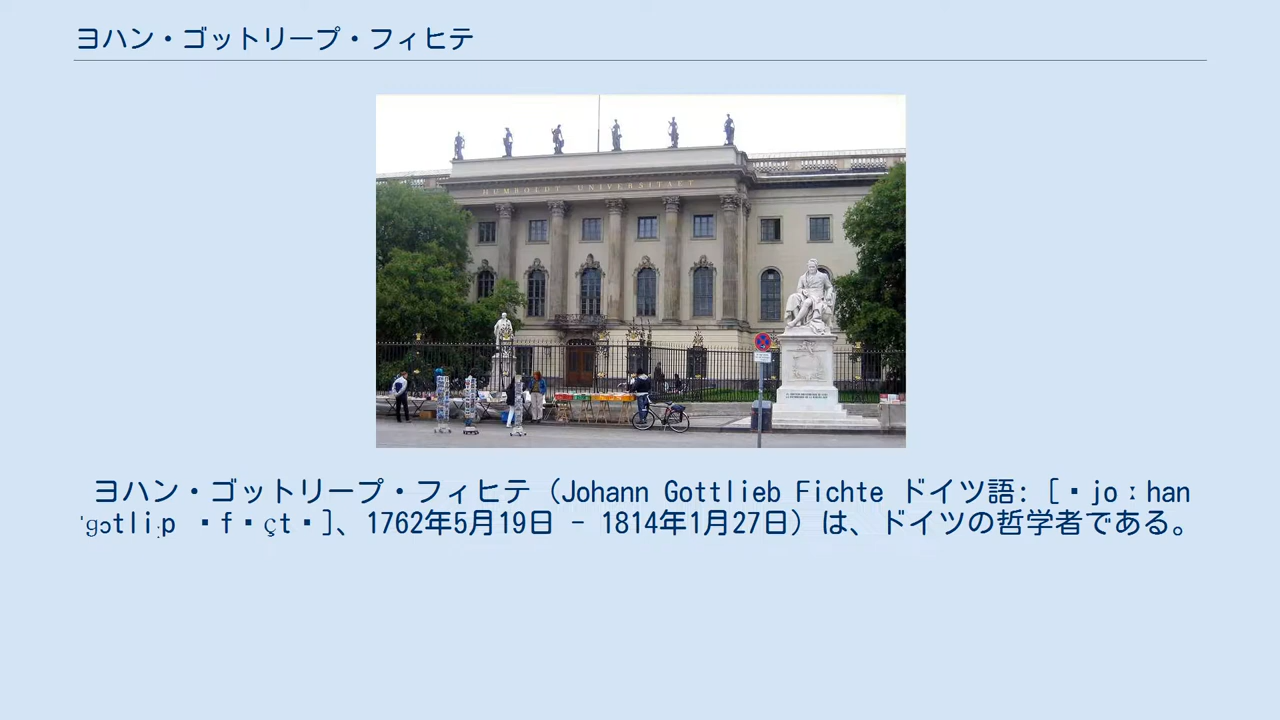 ヨハン・ゴットリープ・フィヒテ
HUMBOLDT UNIVERSITAET
ヨハン・ゴットリープ・フィヒテ（Johann Gottlieb Fichte ドイツ語: [▪joːhan
ˈɡɔtliːp ▪f▪çt▪]、1762年5月19日 - 1814年1月27日）は、ドイツの哲学者である。